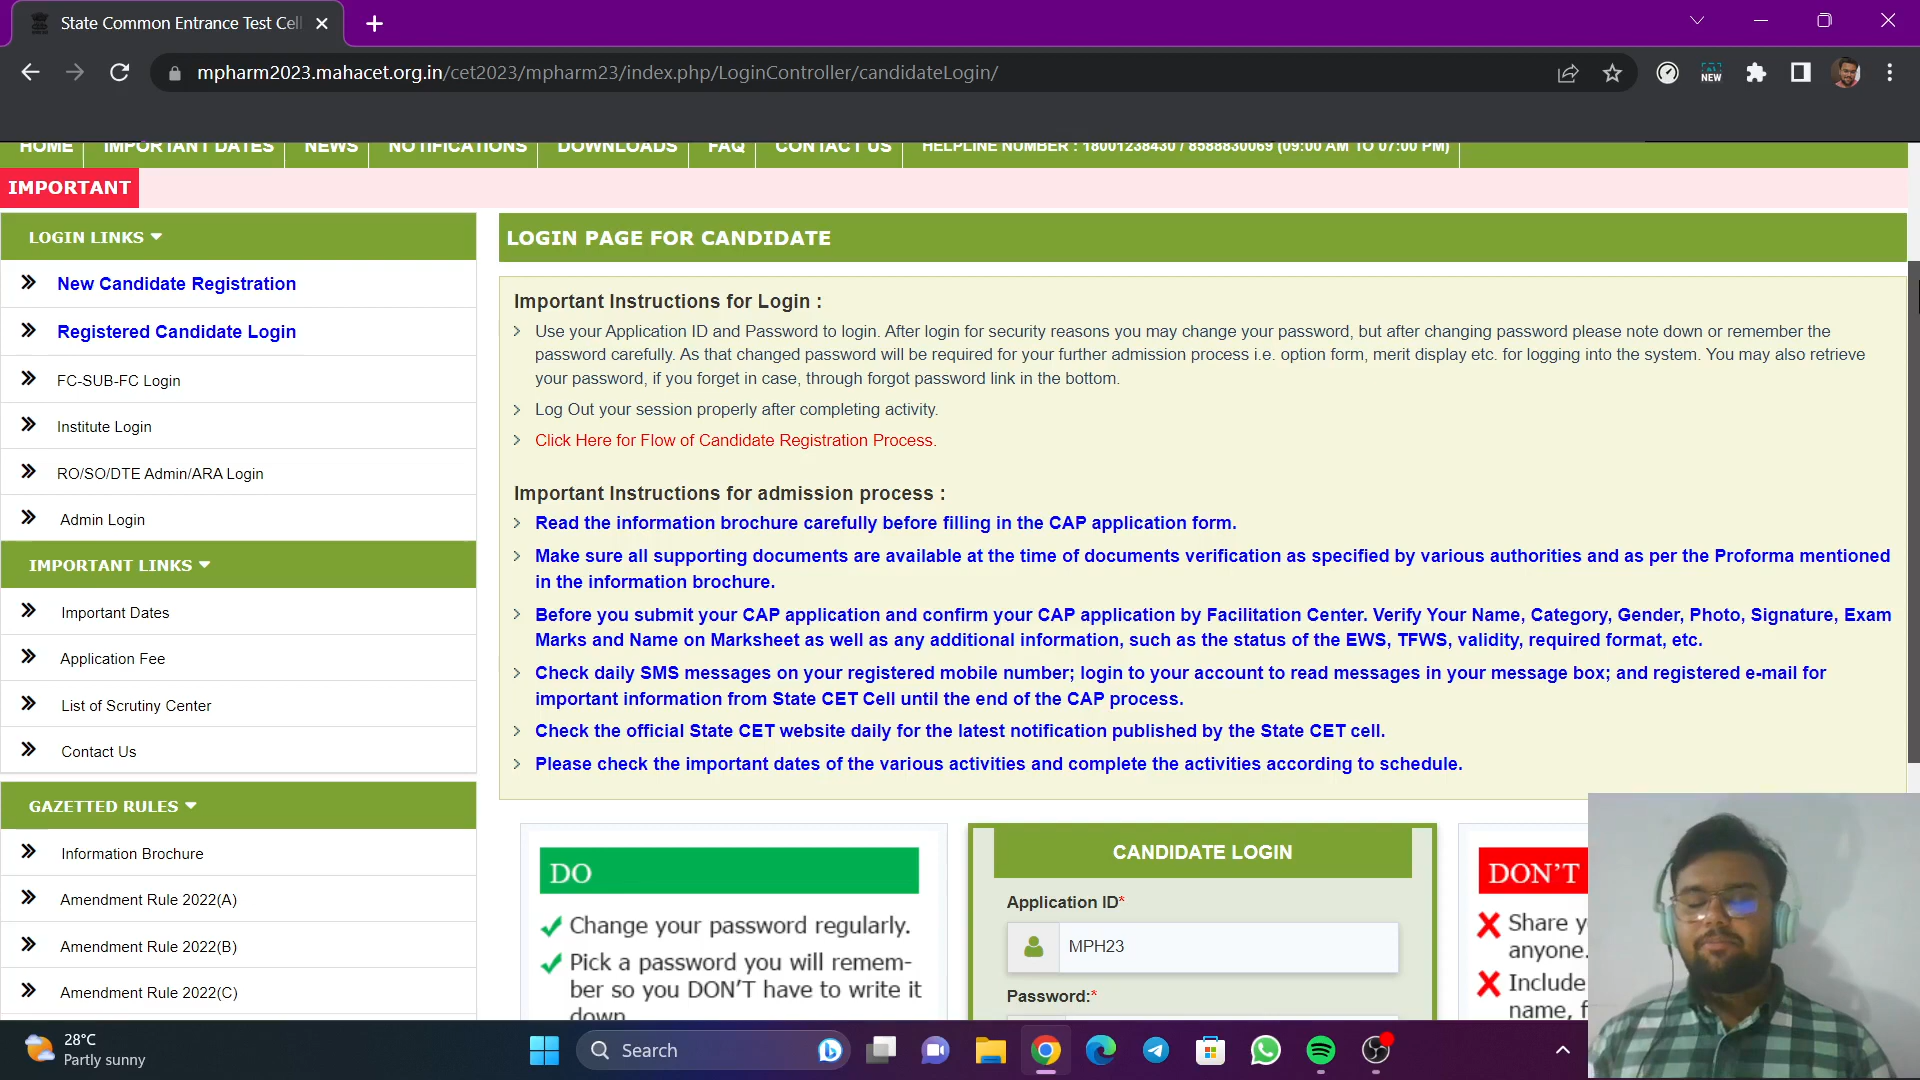 State Common Entrance Test Cell
mpharm2023.mahacet.org.in/cet2023/mpharm23/index.php/LoginController/candidateLogin/
NEW
HOME
IMPORTANT DATES
NEWS
NOTIFICATIONS
DOWNLOADS
FAQ
CONTACT US
HELPLINE NUMBER : 18001238430 / 8588830069 (09:00 AM TO 07:00 PM)
IMPORTANT
LOGIN LINKS
New Candidate Registration
Registered Candidate Login
FC-SUB-FC Login
Institute Login
RO/SO/DTE Admin/ARA Login
Admin Login
IMPORTANT LINKS
Important Dates
Application Fee
List of Scrutiny Center
Contact Us
GAZETTED RULES
Information Brochure
Amendment Rule 2022(A)
Amendment Rule 2022(B)
Amendment Rule 2022(C)
LOGIN PAGE FOR CANDIDATE
Important Instructions for Login :
Use your Application ID and Password to login. After login for security reasons you may change your password, but after changing password please note down or remember the
password carefully. As that changed password will be required for your further admission process i.e. option form, merit display etc. for logging into the system. You may also retrieve
your password, if you forget in case, through forgot password link in the bottom.
Log Out your session properly after completing activity.
Click Here for Flow of Candidate Registration Process.
Important Instructions for admission process :
Read the information brochure carefully before filling in the CAP application form.
Make sure all supporting documents are available at the time of documents verification as specified by various authorities and as per the Proforma mentioned
in the information brochure.
Before you submit your CAP application and confirm your CAP application by Facilitation Center. Verify Your Name, Category, Gender, Photo, Signature, Exam
Marks and Name on Marksheet as well as any additional information, such as the status of the EWS, TFWS, validity, required format, etc.
Check daily SMS messages on your registered mobile number; login to your account to read messages in your message box; and registered e-mail for
important information from State CET Cell until the end of the CAP process.
Check the official State CET website daily for the latest notification published by the State CET cell.
Please check the important dates of the various activities and complete the activities according to schedule.
DO
Change your password regularly.
Pick a password you will remem-
ber so you DON'T have to write it
down
CANDIDATE LOGIN
Application ID*
MPH23
Password:*
DON'T
Share y
anyone.
Include
name, f
28°C
Partly sunny
Search